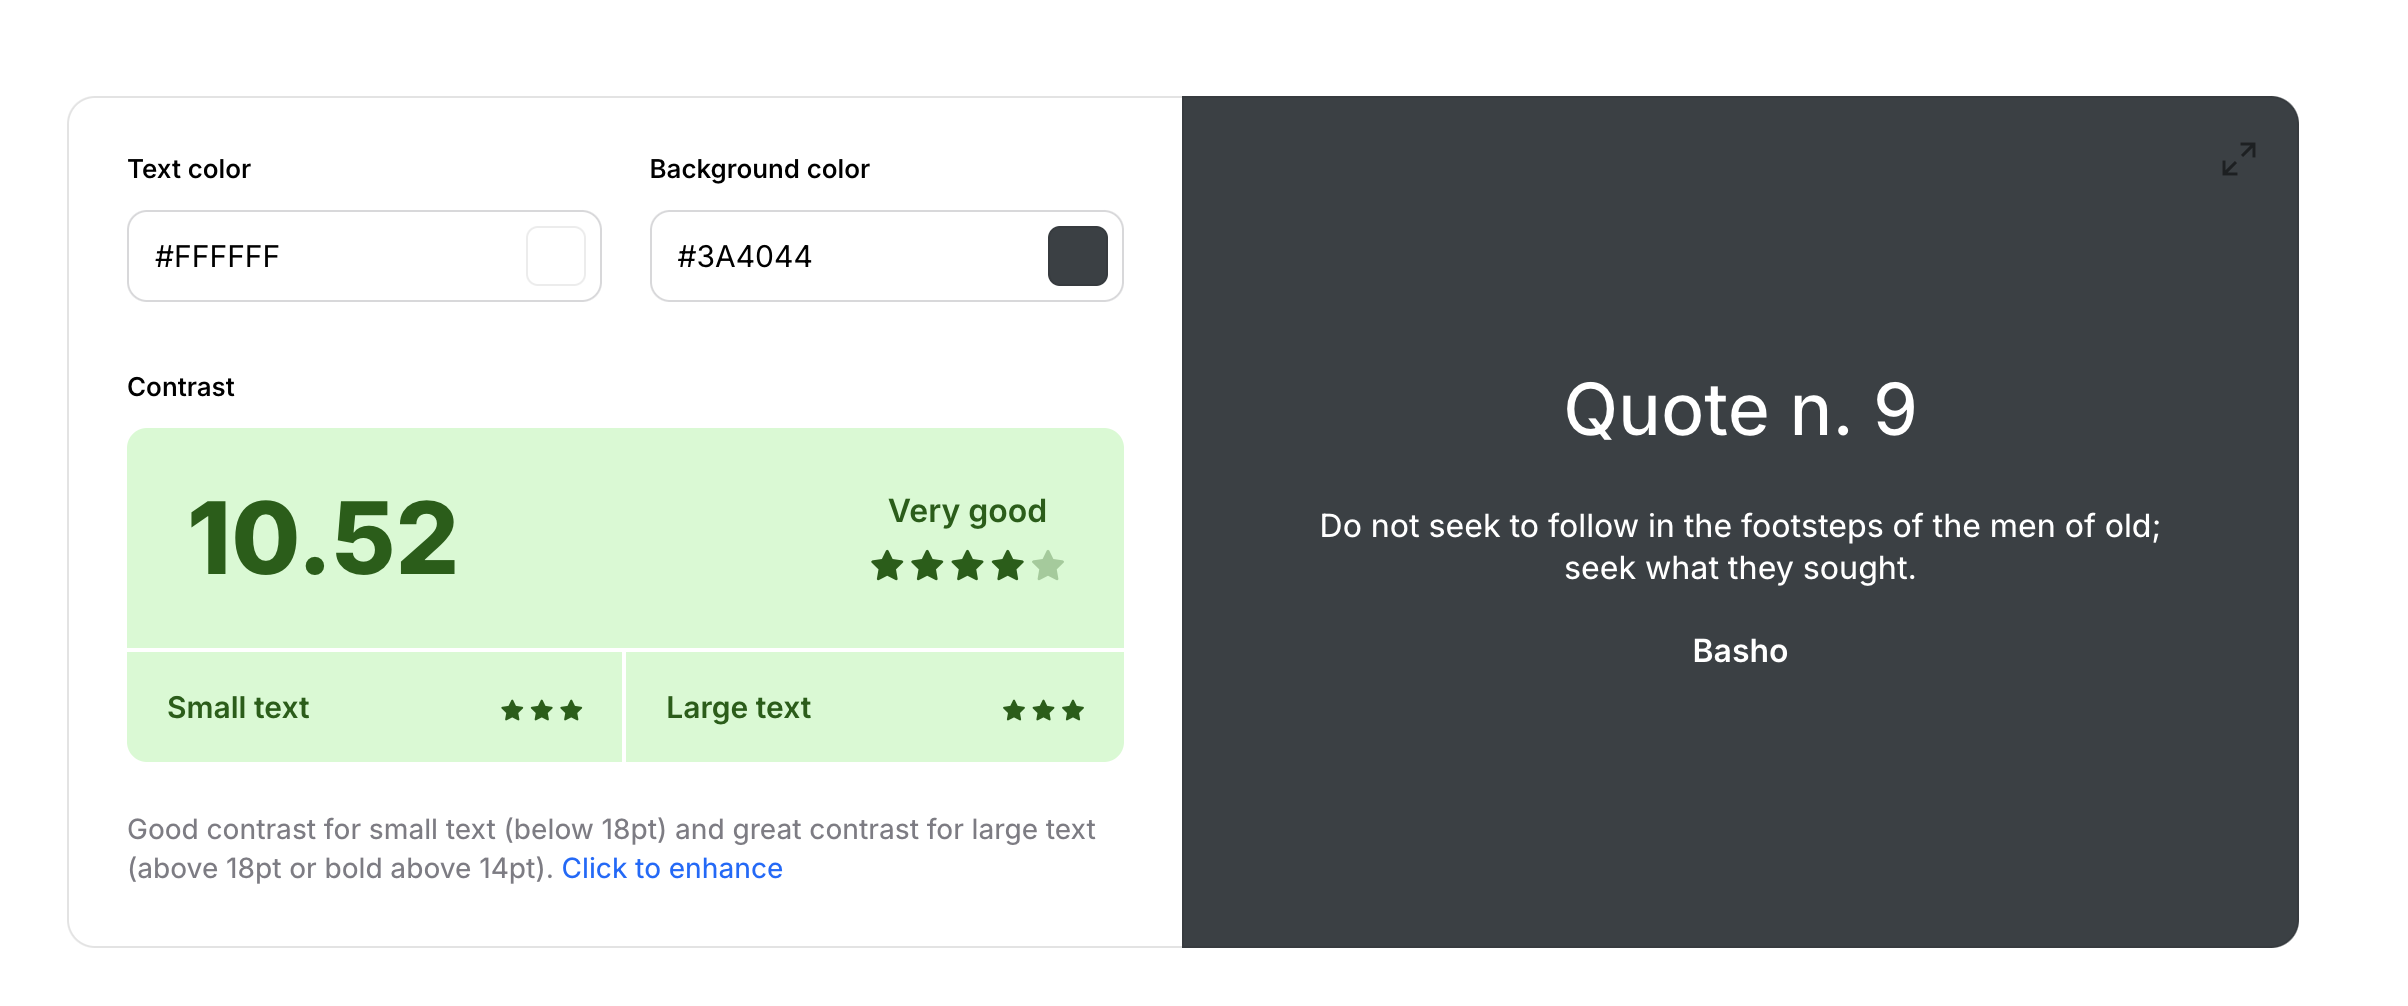 Text color
Background color
#FFFFFF
#3A4044
Contrast
10.52
Very good
Small text
Large text
Good contrast for small text (below 18pt) and great contrast for large text
(above 18pt or bold above 14pt). Click to enhance
Quote n. 9
Do not seek to follow in the footsteps of the men of old;
seek what they sought.
Basho